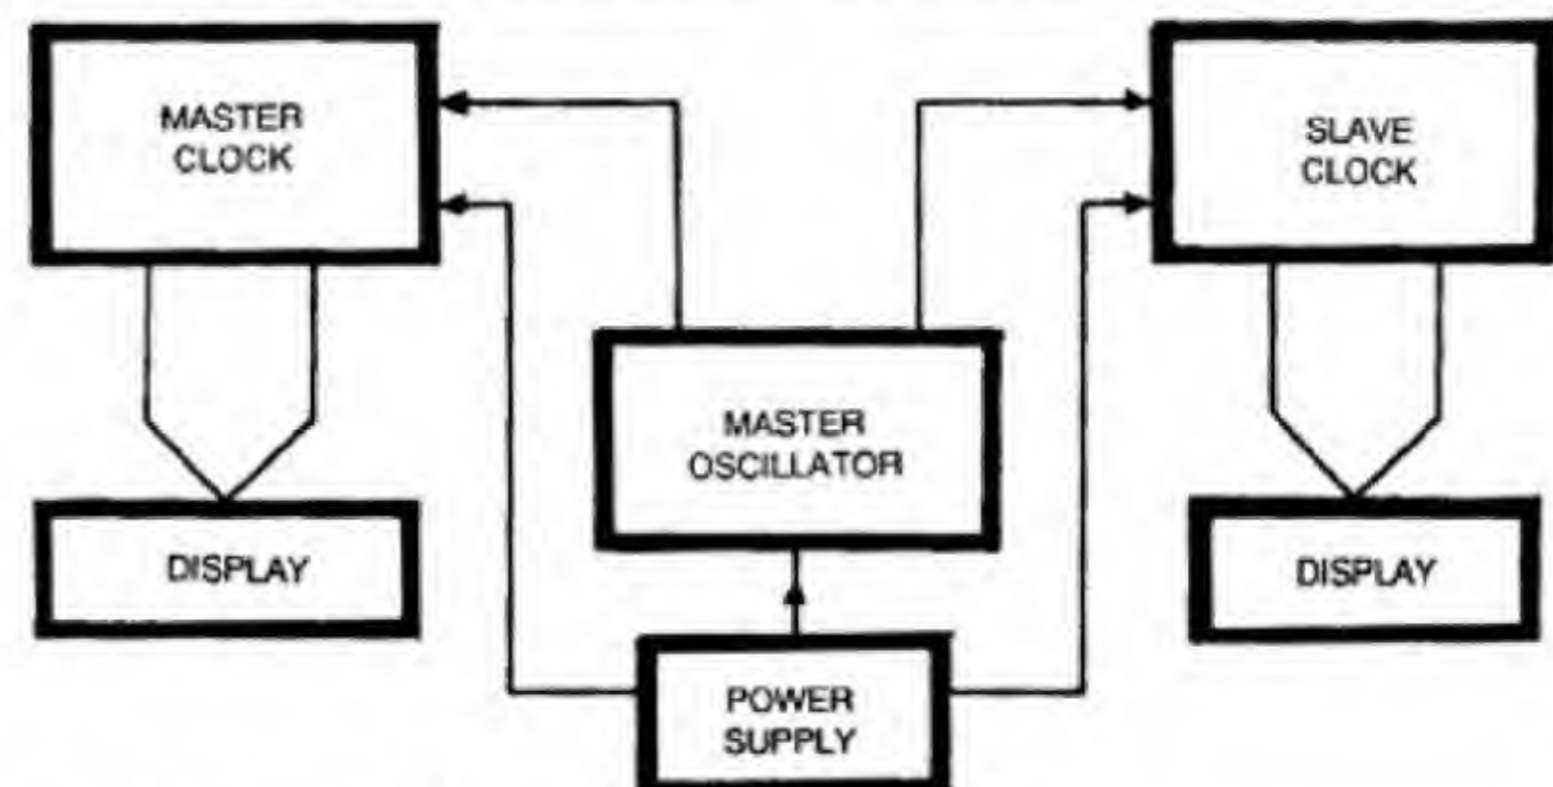 MASTER
CLOCK
SLAVE
CLOCK
MASTER
OSCILLATOR
DISPLAY
DISPLAY
POWER
SUPPLY